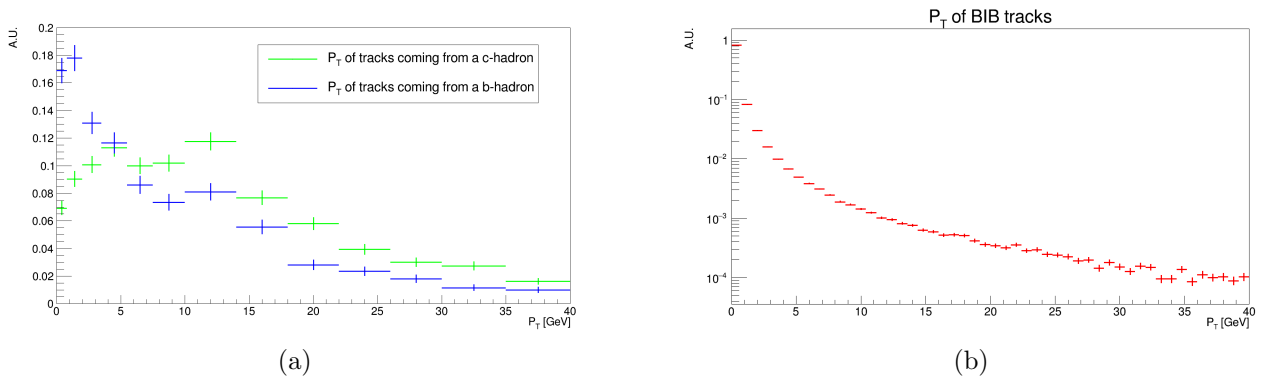 A.U.
0.2
0.18
0.16
0.14
0.12
0.1
0.08
0.06
0.04
0.02
0
0 5 10 15 20 25 30 35 40
P_T [GeV]
P_T of tracks coming from a c-hadron
P_T of tracks coming from a b-hadron
(a)
P_T of BIB tracks
A.U.
1
10^-1
10^-2
10^-3
10^-4
0 5 10 15 20 25 30 35 40
P_T [GeV]
(b)